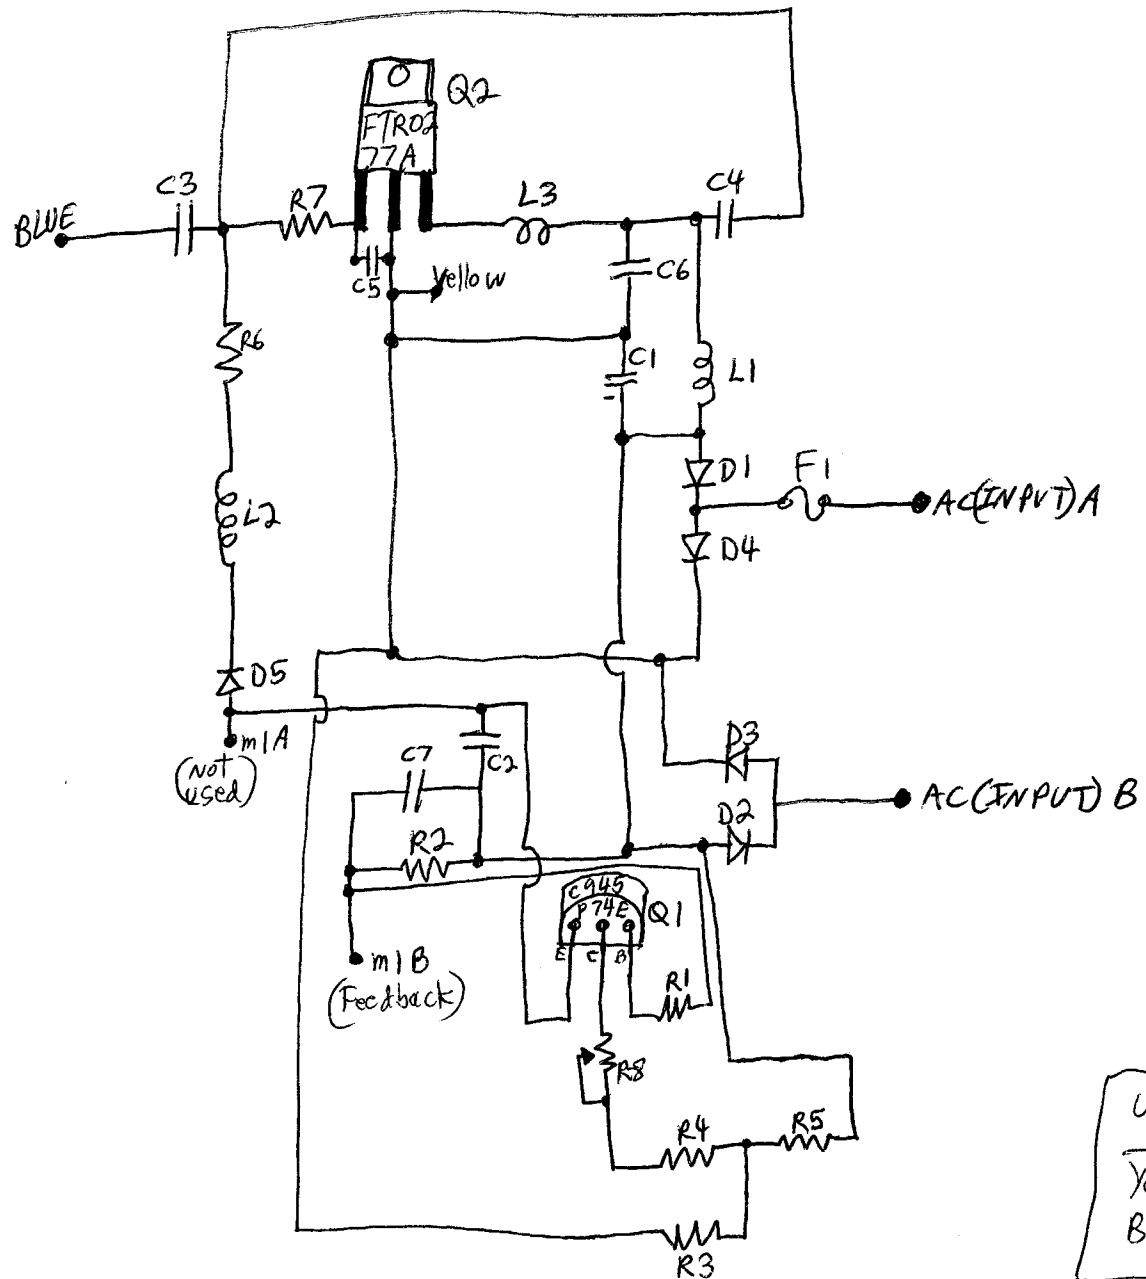 Q2
FTR02
77A
C3
R7
L3
C4
BLUE
C5
Yellow
C6
R6
C1
L1
D1
F1
AC(INPUT)A
L2
D4
D5
m1A
(Not
used)
C7
C2
D3
AC(INPUT)B
D2
R2
C945
P74E
Q1
E
C
B
m1B
(Feedback)
R1
R8
R4
R5
R3
B